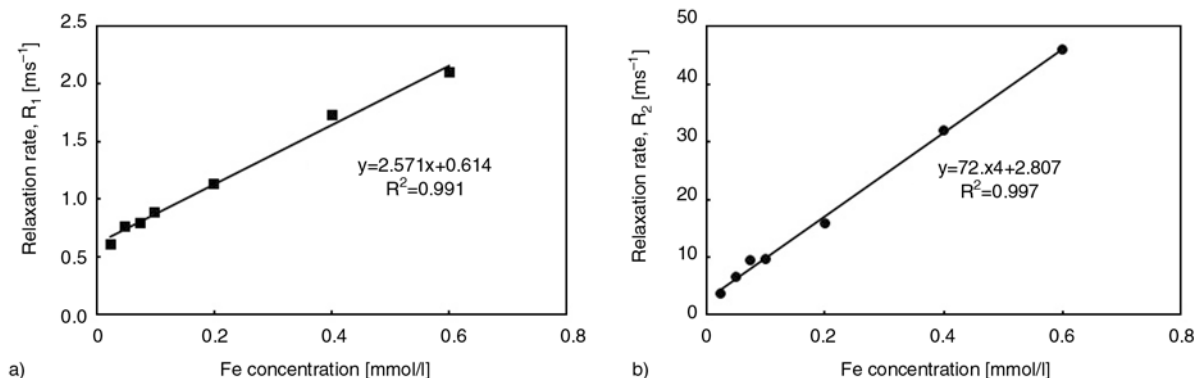 2.5
2.0
1.5
1.0
0.5
0.0
Relaxation rate, R₁ [ms⁻¹]
y=2.571x+0.614
R²=0.991
0 0.2 0.4 0.6 0.8
a) Fe concentration [mmol/l]
50
40
30
20
10
0
Relaxation rate, R₂ [ms⁻¹]
y=72.x4+2.807
R²=0.997
0 0.2 0.4 0.6 0.8
b) Fe concentration [mmol/l]